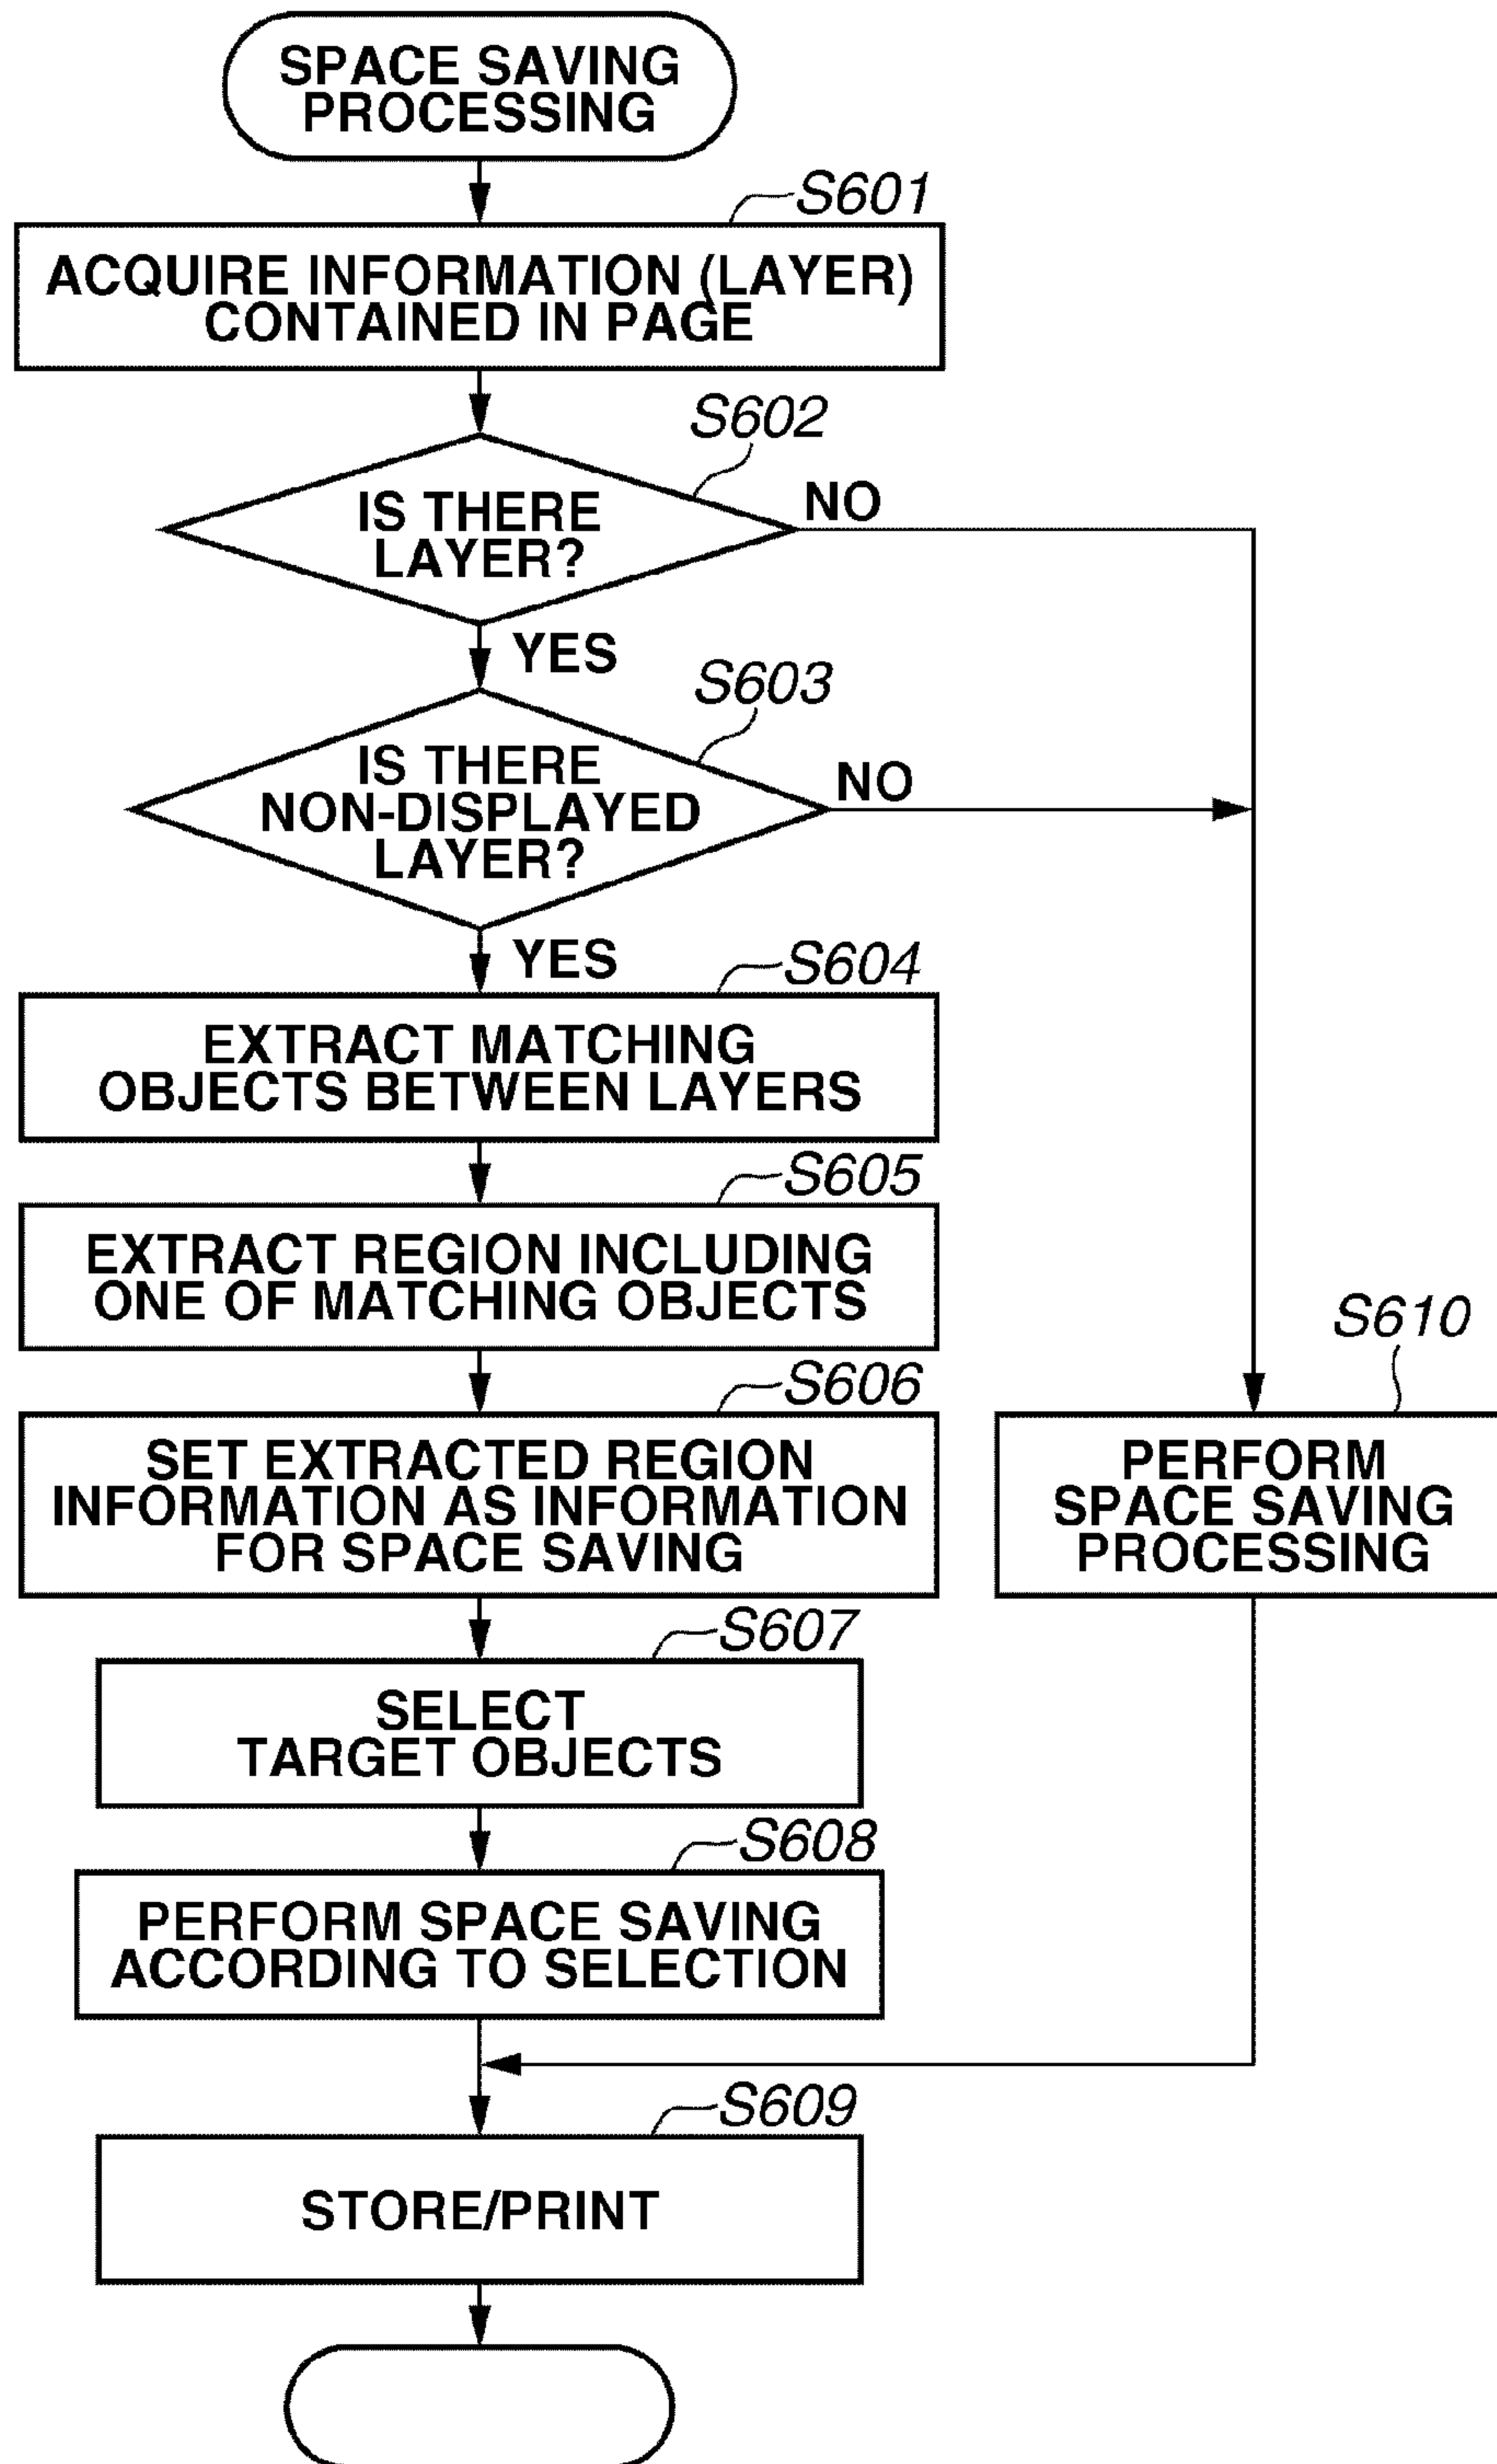 SPACE SAVING
PROCESSING
S601
ACQUIRE INFORMATION (LAYER)
CONTAINED IN PAGE
S602
IS THERE
LAYER?
NO
YES
S603
IS THERE
NON-DISPLAYED
LAYER?
NO
YES
S604
EXTRACT MATCHING
OBJECTS BETWEEN LAYERS
S605
EXTRACT REGION INCLUDING
ONE OF MATCHING OBJECTS
S606
SET EXTRACTED REGION
INFORMATION AS INFORMATION
FOR SPACE SAVING
S610
PERFORM
SPACE SAVING
PROCESSING
S607
SELECT
TARGET OBJECTS
S608
PERFORM SPACE SAVING
ACCORDING TO SELECTION
S609
STORE/PRINT